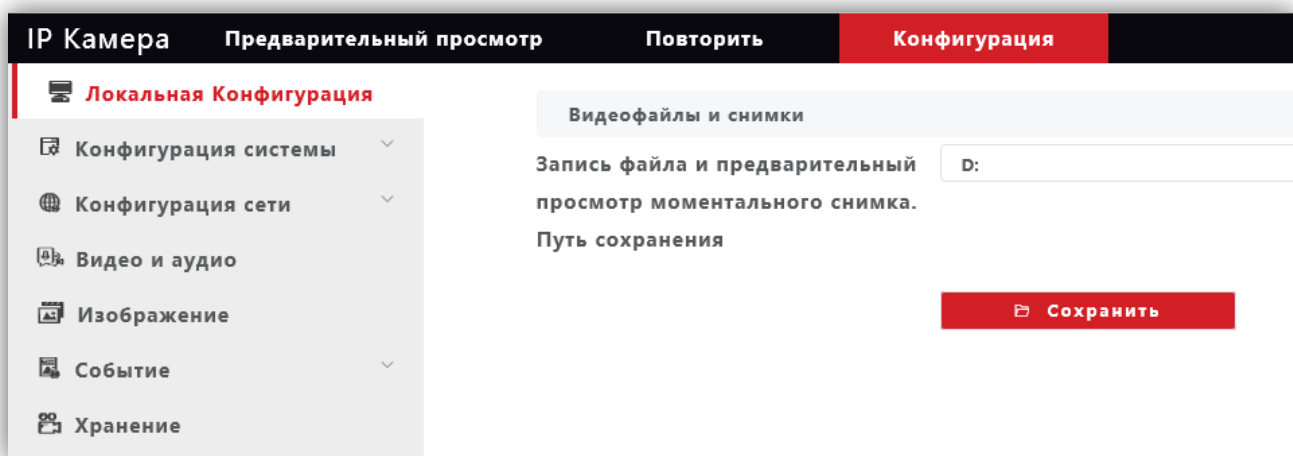 IP Камера Предварительный просмотр Повторить Конфигурация
Локальная Конфигурация
Конфигурация системы
Конфигурация сети
Видео и аудио
Изображение
Событие
Хранение
Видеофайлы и снимки
Запись файла и предварительный
просмотр моментального снимка.
Путь сохранения
D:
Сохранить